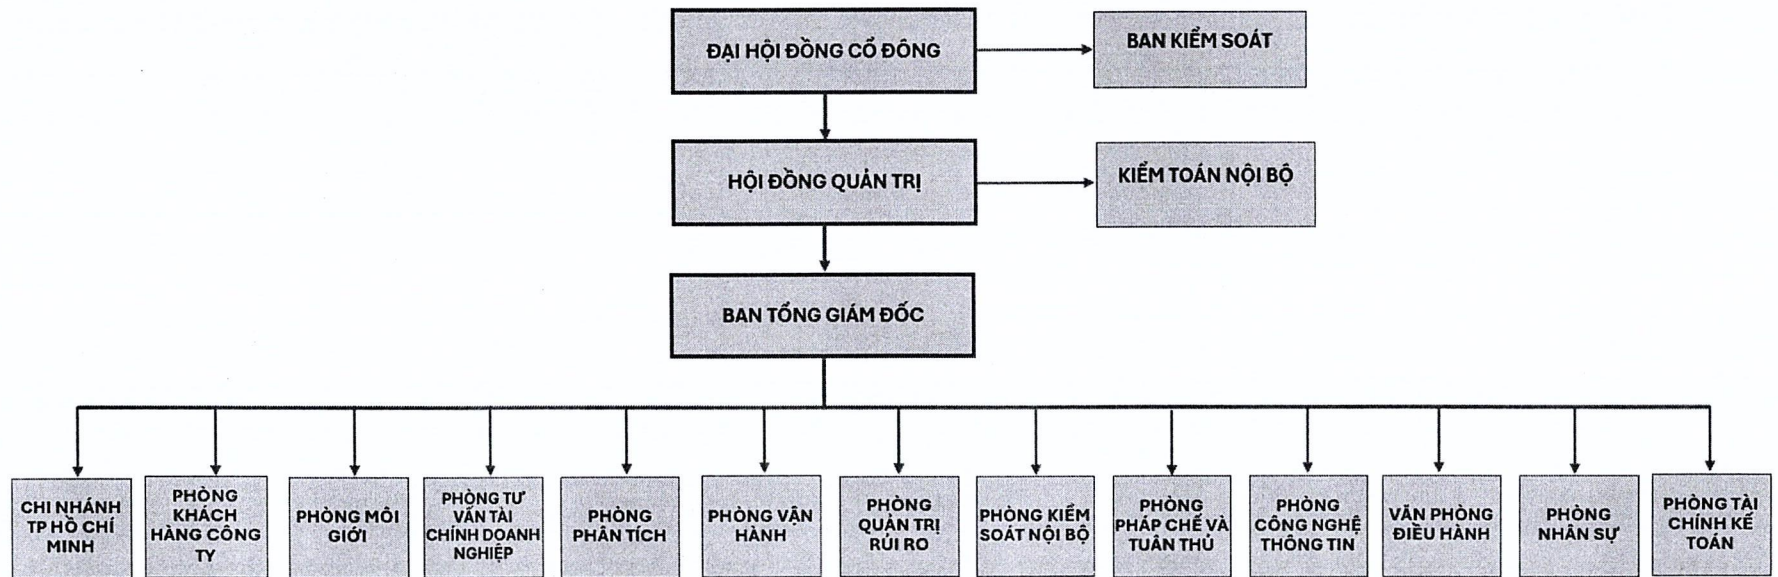 ĐẠI HỘI ĐỒNG CỔ ĐÔNG
BAN KIỂM SOÁT
HỘI ĐỒNG QUẢN TRỊ
KIỂM TOÁN NỘI BỘ
BAN TỔNG GIÁM ĐỐC
CHI NHÁNH
TP HỒ CHÍ
MINH
PHÒNG
KHÁCH
HÀNG CÔNG
TY
PHÒNG MÔI
GIỚI
PHÒNG TƯ
VẤN TÀI
CHÍNH DOANH
NGHIỆP
PHÒNG
PHÂN TÍCH
PHÒNG VẬN
HÀNH
PHÒNG
QUẢN TRỊ
RỦI RO
PHÒNG KIỂM
SOÁT NỘI BỘ
PHÒNG
PHÁP CHẾ VÀ
TUÂN THỦ
PHÒNG
CÔNG NGHỆ
THÔNG TIN
VĂN PHÒNG
ĐIỀU HÀNH
PHÒNG
NHÂN SỰ
PHÒNG TÀI
CHÍNH KẾ
TOÁN